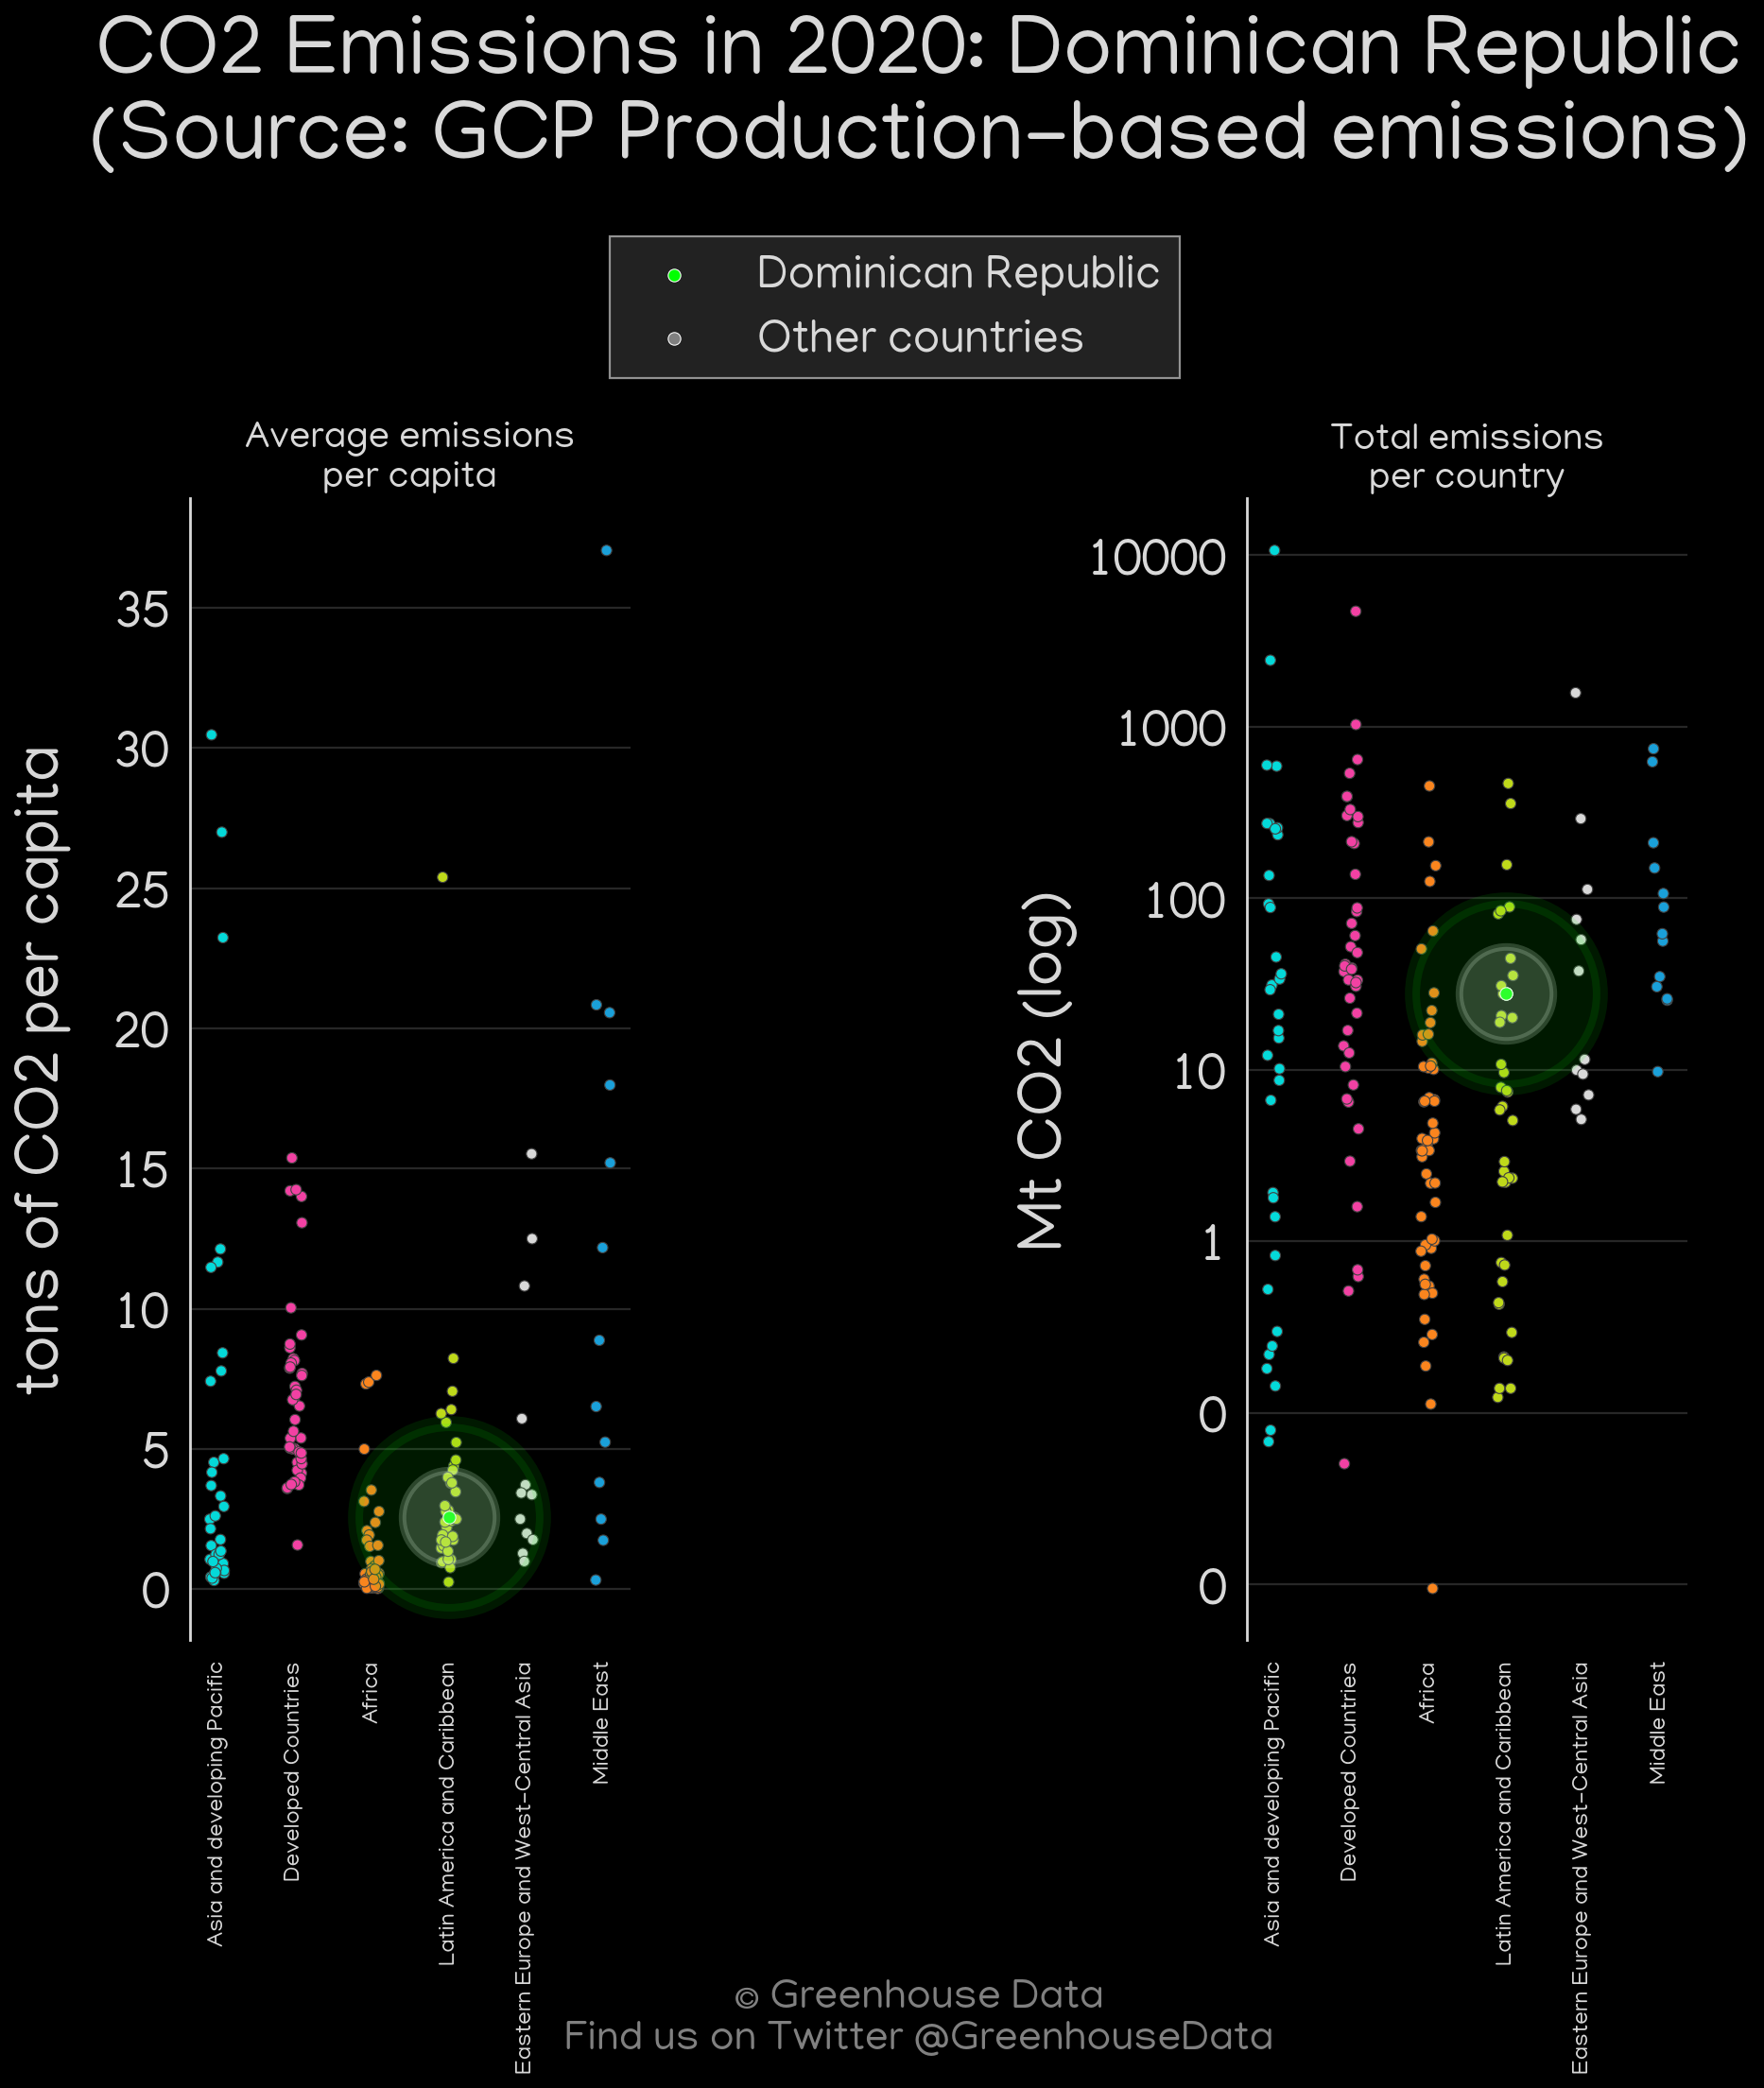 CO2 Emissions in 2020: Dominican Republic
(Source: GCP Production-based emissions)
Dominican Republic
Other countries
Average emissions
per capita
tons of CO2 per capita
35
30
25
20
15
10
5
0
Asia and developing Pacific
Developed Countries
Africa
Latin America and Caribbean
Eastern Europe and West-Central Asia
Middle East
Total emissions
per country
Mt CO2 (log)
10000
1000
100
10
1
0
0
Asia and developing Pacific
Developed Countries
Africa
Latin America and Caribbean
Eastern Europe and West-Central Asia
Middle East
© Greenhouse Data
Find us on Twitter @GreenhouseData